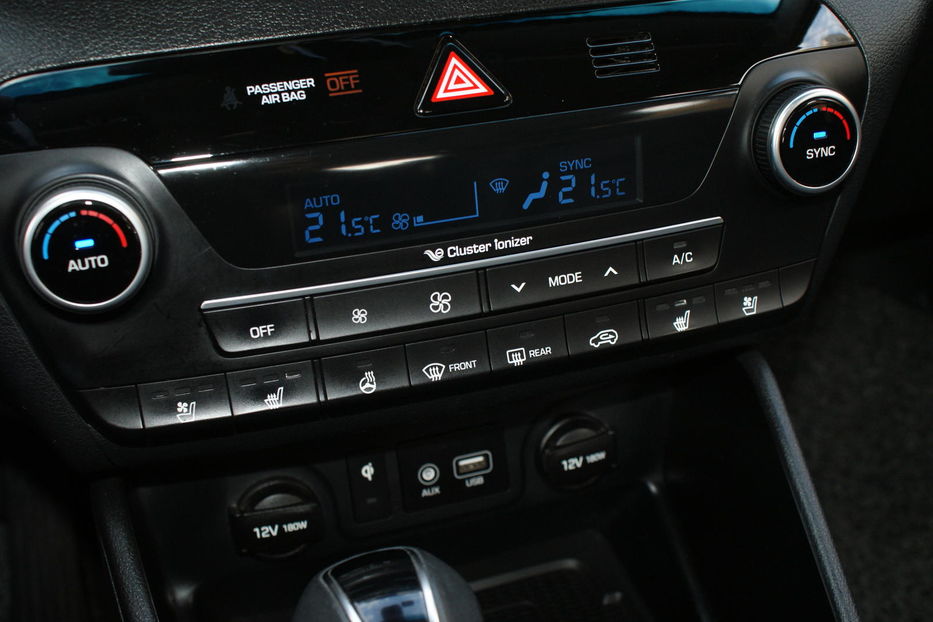 PASSENGER OFF
AIR BAG
AUTO
21.5°C
SYNC
21.5°C
Cluster Ionizer
AUTO
SYNC
OFF
MODE
A/C
FRONT
REAR
12V 180W
AUX
USB
12V 180W